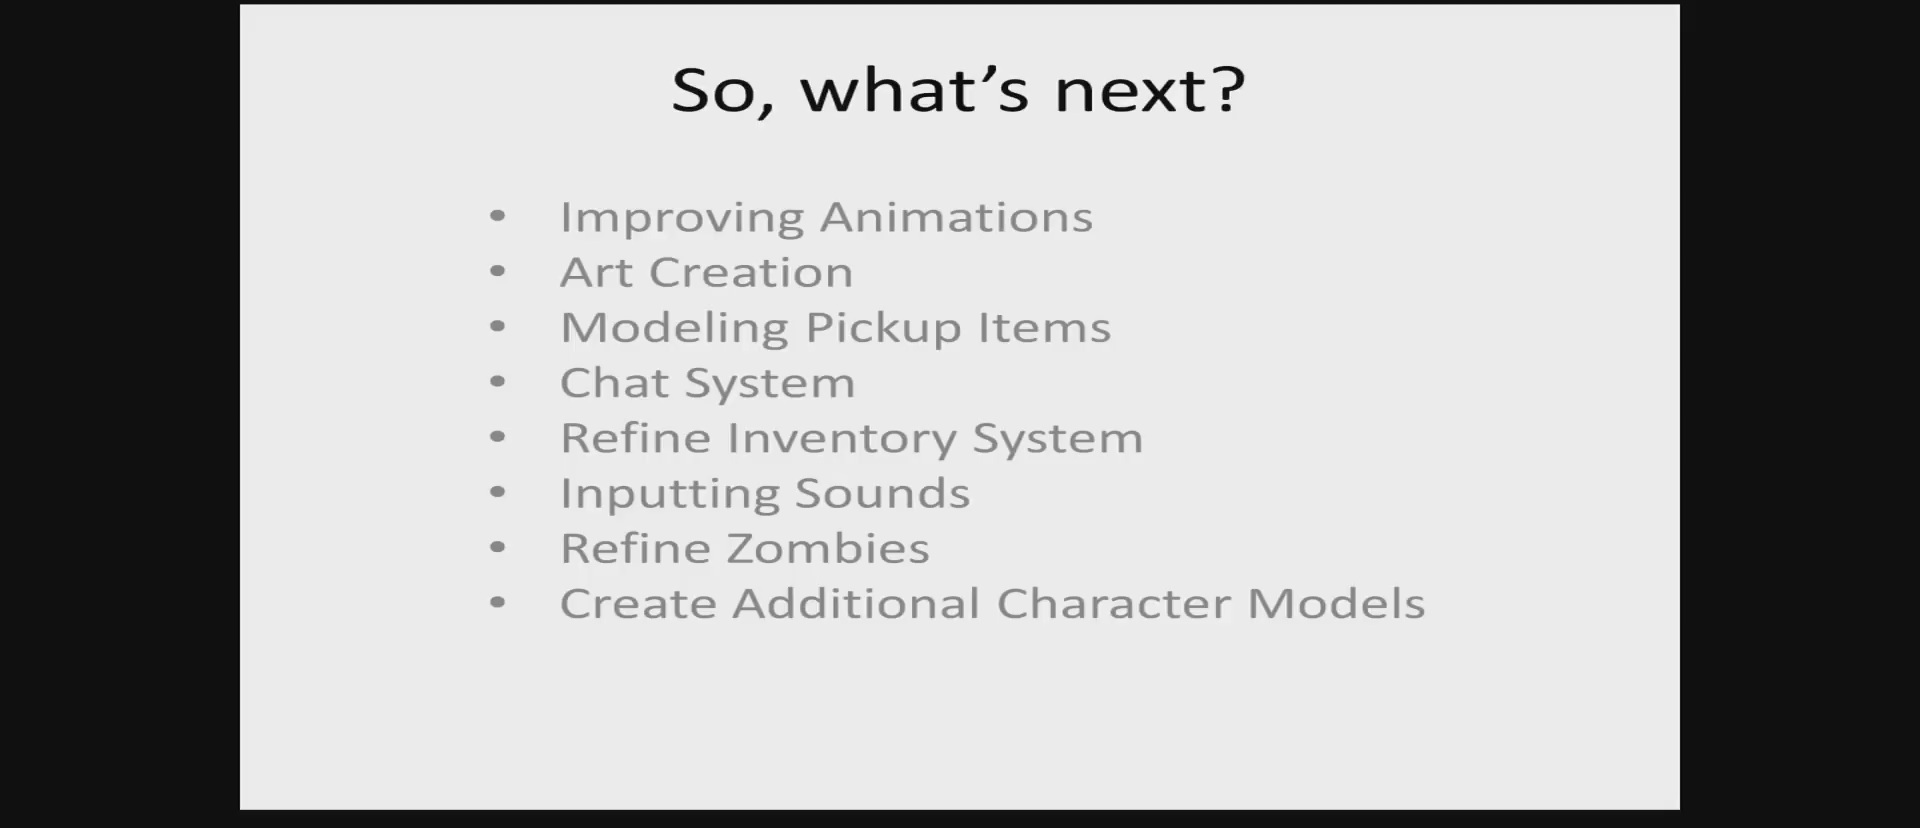 So, what’s next?
• Improving Animations
• Art Creation
• Modeling Pickup Items
• Chat System
• Refine Inventory System
• Inputting Sounds
• Refine Zombies
• Create Additional Character Models